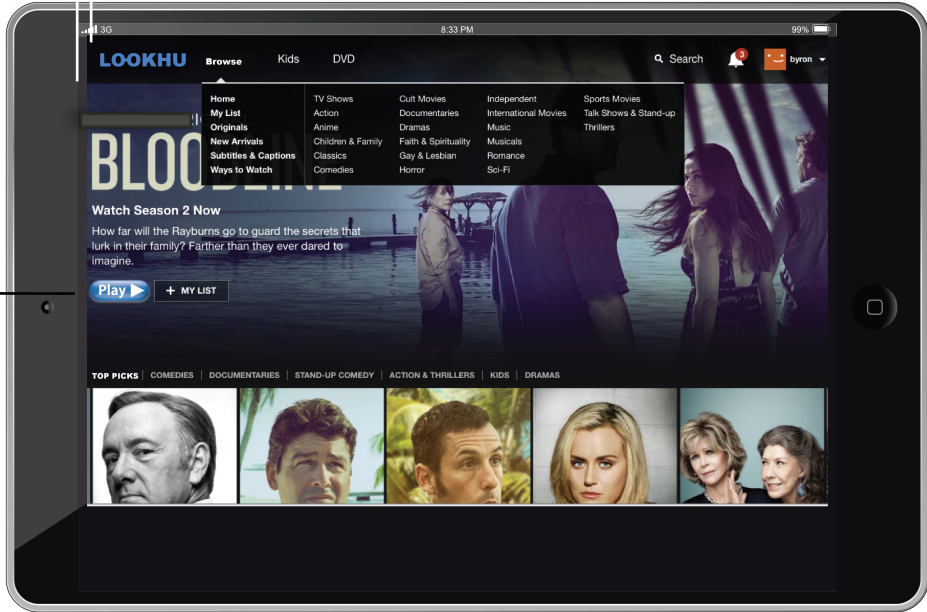 3G 8:33 PM 99%
LOOKHU Browse Kids DVD Search 3 byron
Home TV Shows Cult Movies Independent Sports Movies
My List Action Documentaries International Movies Talk Shows & Stand-up
Originals Anime Dramas Music Thrillers
New Arrivals Children & Family Faith & Spirituality Musicals
Subtitles & Captions Classics Gay & Lesbian Romance
Ways to Watch Comedies Horror Sci-Fi
BLOODLINE
Watch Season 2 Now
How far will the Rayburns go to guard the secrets that
lurk in their family? Farther than they ever dared to
imagine.
Play + MY LIST
TOP PICKS | COMEDIES | DOCUMENTARIES | STAND-UP COMEDY | ACTION & THRILLERS | KIDS | DRAMAS